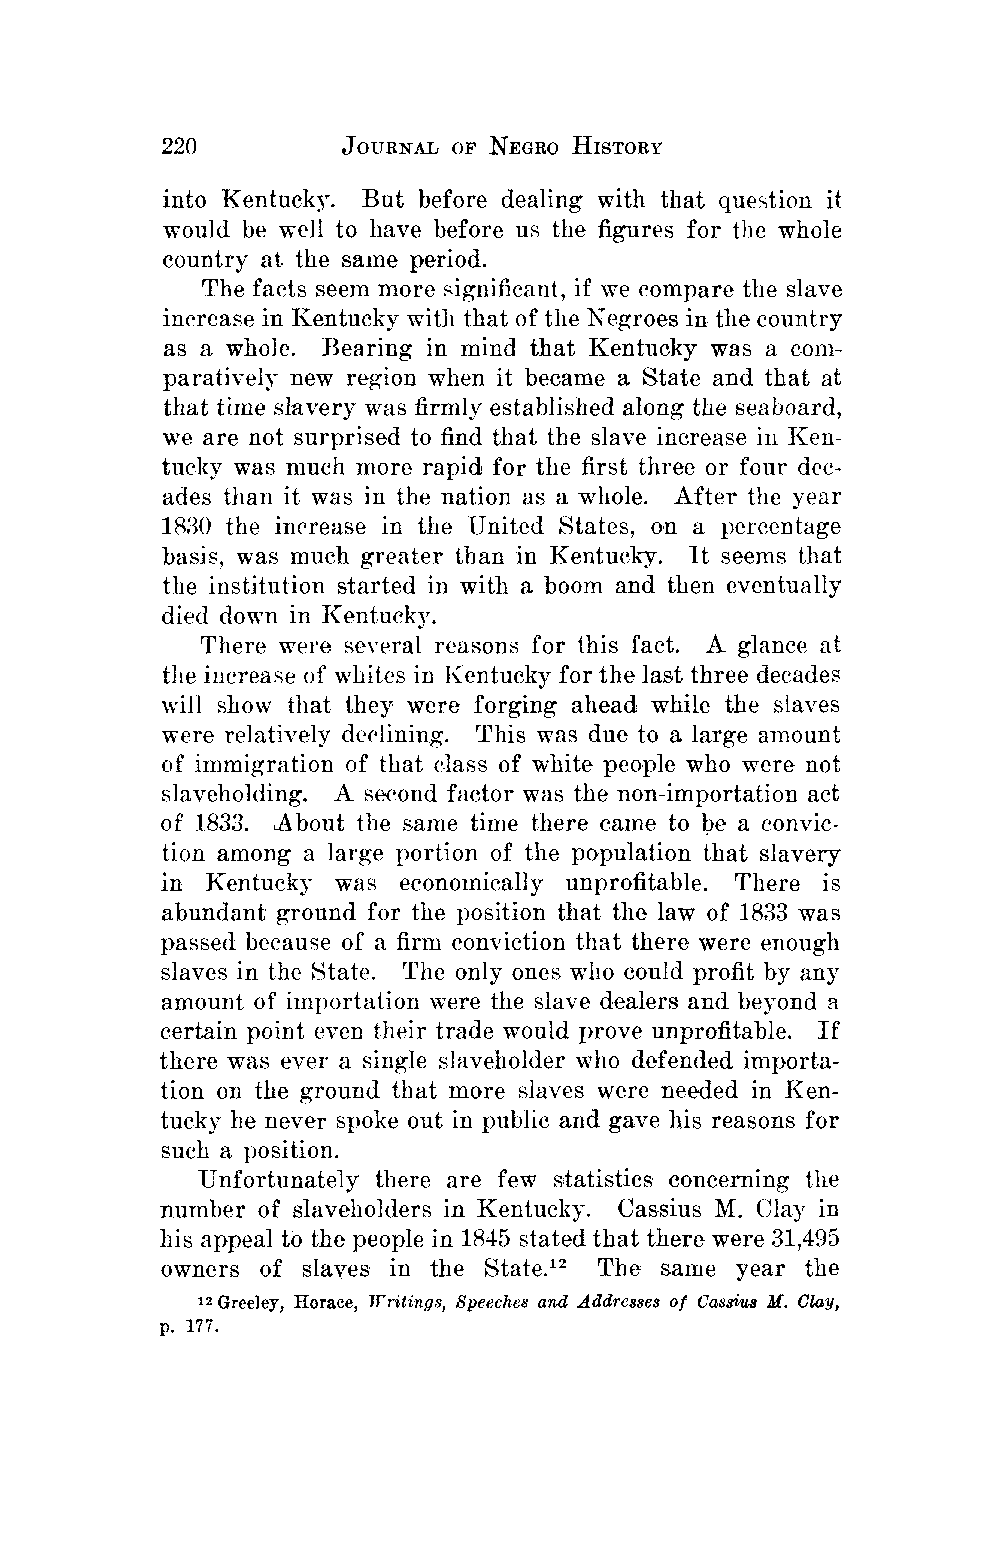 220 JOURNAL OF NEGRO HISTORY
into Kentucky. But before dealing with that question it
would be well to have before us the figures for the whole
country at the same period.
The facts seem more significant, if we compare the slave
increase in Kentucky with that of the Negroes in the country
as a whole. Bearing in mind that Kentucky was a com-
paratively new region when it became a State and that at
that time slavery was firmly established along the seaboard,
we are not surprised to find that the slave increase in Ken-
tucky was much more rapid for the first three or four dec-
ades than it was in the nation as a whole. After the year
1830 the increase in the United States, on a percentage
basis, was much greater than in Kentucky. It seems that
the institution started in with a boom and then eventually
died down in Kentucky.
There were several reasons for this fact. A glance at
the increase of whites in Kentucky for the last three decades
will show that they were forging ahead while the slaves
were relatively declining. This was due to a large amount
of immigration of that class of white people who were not
slaveholding. A second factor was the non-importation act
of 1833. About the same time there came to be a convic-
tion among a large portion of the population that slavery
in Kentucky was economically unprofitable. There is
abundant ground for the position that the law of 1833 was
passed because of a firm conviction that there were enough
slaves in the State. The only ones who could profit by any
amount of importation were the slave dealers and beyond a
certain point even their trade would prove unprofitable. If
there was ever a single slaveholder who defended importa-
tion on the ground that more slaves were needed in Ken-
tucky he never spoke out in public and gave his reasons for
such a position.
Unfortunately there are few statistics concerning the
number of slaveholders in Kentucky. Cassius M. Clay in
his appeal to the people in 1845 stated that there were 31,495
owners of slaves in the State.¹² The same year the
¹² Greeley, Horace, Writings, Speeches and Addresses of Cassius M. Clay,
p. 177.